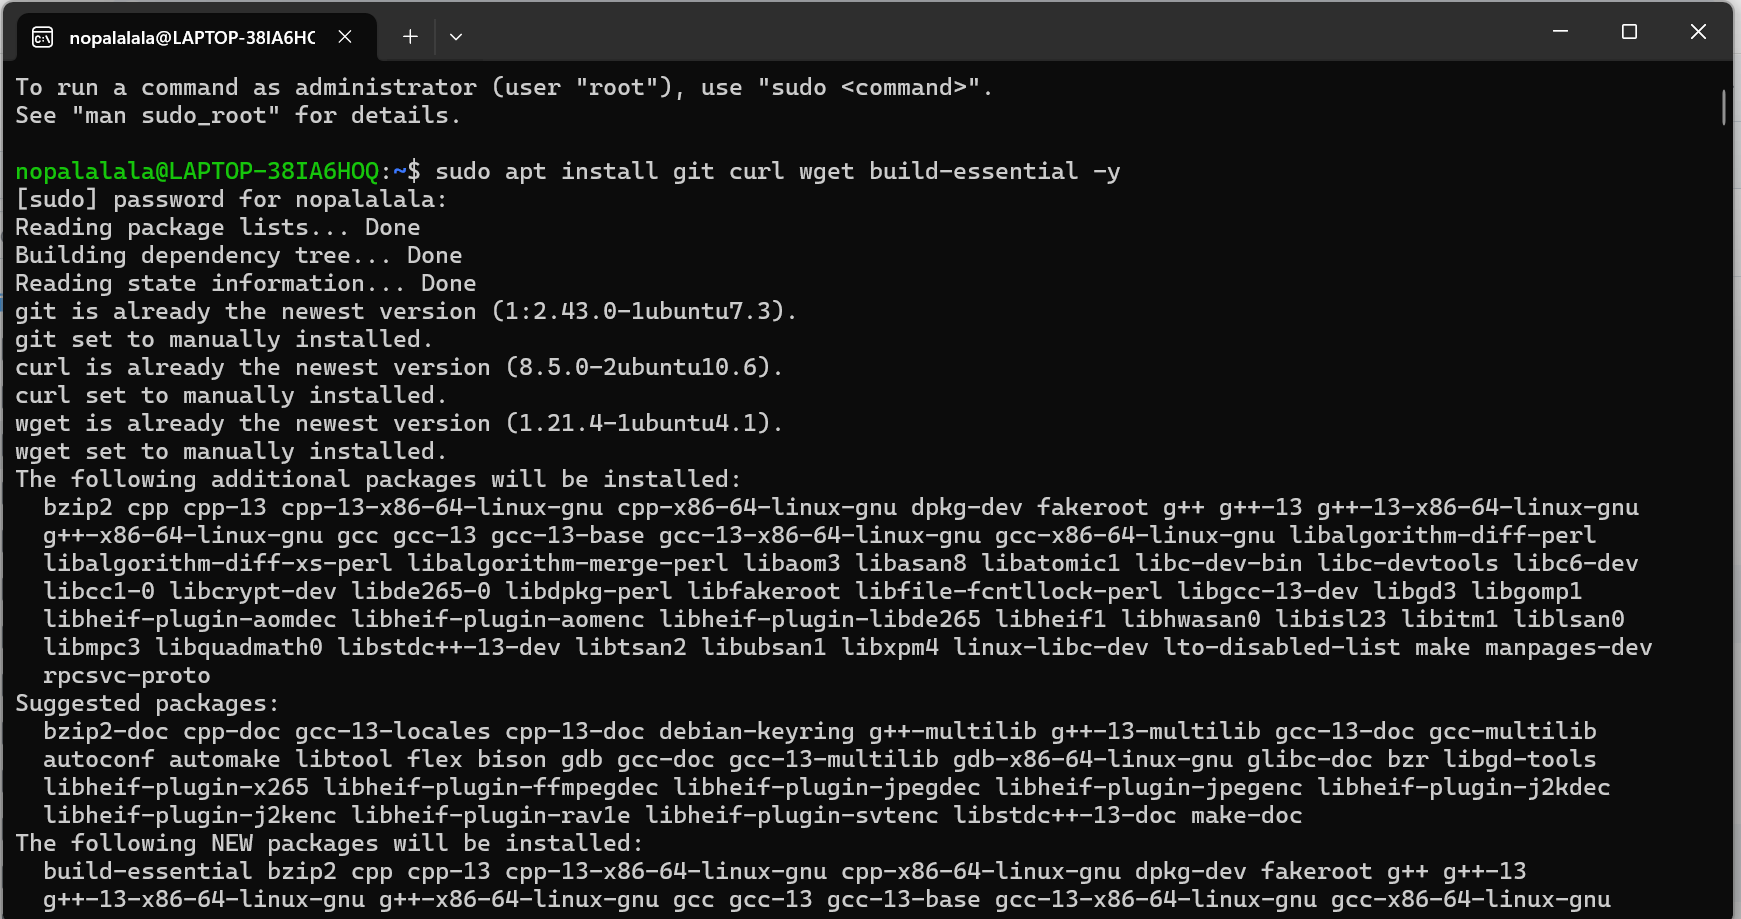 nopalalala@LAPTOP-38IA6HC
To run a command as administrator (user "root"), use "sudo <command>".
See "man sudo_root" for details.
nopalalala@LAPTOP-38IA6HOQ:~$ sudo apt install git curl wget build-essential -y
[sudo] password for nopalalala:
Reading package lists... Done
Building dependency tree... Done
Reading state information... Done
git is already the newest version (1:2.43.0-1ubuntu7.3).
git set to manually installed.
curl is already the newest version (8.5.0-2ubuntu10.6).
curl set to manually installed.
wget is already the newest version (1.21.4-1ubuntu4.1).
wget set to manually installed.
The following additional packages will be installed:
  bzip2 cpp cpp-13 cpp-13-x86-64-linux-gnu cpp-x86-64-linux-gnu dpkg-dev fakeroot g++ g++-13 g++-13-x86-64-linux-gnu
  g++-x86-64-linux-gnu gcc gcc-13 gcc-13-base gcc-13-x86-64-linux-gnu gcc-x86-64-linux-gnu libalgorithm-diff-perl
  libalgorithm-diff-xs-perl libalgorithm-merge-perl libaom3 libasan8 libatomic1 libc-dev-bin libc-devtools libc6-dev
  libcc1-0 libcrypt-dev libde265-0 libdpkg-perl libfakeroot libfile-fcntllock-perl libgcc-13-dev libgd3 libgomp1
  libheif-plugin-aomdec libheif-plugin-aomenc libheif-plugin-libde265 libheif1 libhwasan0 libisl23 libitm1 liblsan0
  libmpc3 libquadmath0 libstdc++-13-dev libtsan2 libubsan1 libxpm4 linux-libc-dev lto-disabled-list make manpages-dev
  rpcsvc-proto
Suggested packages:
  bzip2-doc cpp-doc gcc-13-locales cpp-13-doc debian-keyring g++-multilib g++-13-multilib gcc-13-doc gcc-multilib
  autoconf automake libtool flex bison gdb gcc-doc gcc-13-multilib gdb-x86-64-linux-gnu glibc-doc bzr libgd-tools
  libheif-plugin-x265 libheif-plugin-ffmpegdec libheif-plugin-jpegdec libheif-plugin-jpegenc libheif-plugin-j2kdec
  libheif-plugin-j2kenc libheif-plugin-rav1e libheif-plugin-svtenc libstdc++-13-doc make-doc
The following NEW packages will be installed:
  build-essential bzip2 cpp cpp-13 cpp-13-x86-64-linux-gnu cpp-x86-64-linux-gnu dpkg-dev fakeroot g++ g++-13
  g++-13-x86-64-linux-gnu g++-x86-64-linux-gnu gcc gcc-13 gcc-13-base gcc-13-x86-64-linux-gnu gcc-x86-64-linux-gnu